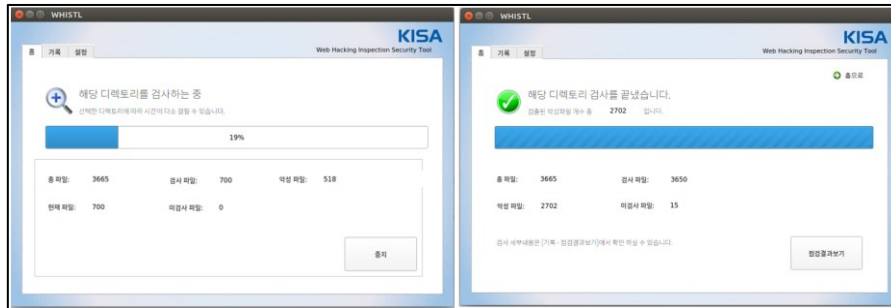 WHISTL
KISA
Web Hacking Inspection Security Tool
홈 기록 설정
해당 디렉토리를 검사하는 중
선택한 디렉토리에 따라 시간이 다소 걸릴 수 있습니다.
19%
총 파일: 3665 검사 파일: 700 악성 파일: 518
현재 파일: 700 미검사 파일: 0
중지
WHISTL
KISA
Web Hacking Inspection Security Tool
홈 기록 설정
홈으로
해당 디렉토리 검사를 끝냈습니다.
검출된 악성파일 개수 총 2702 입니다.
총 파일: 3665 검사 파일: 3650
악성 파일: 2702 미검사 파일: 15
검사 세부내용은 [기록 - 점검결과보기]에서 확인 하실 수 있습니다.
점검결과보기